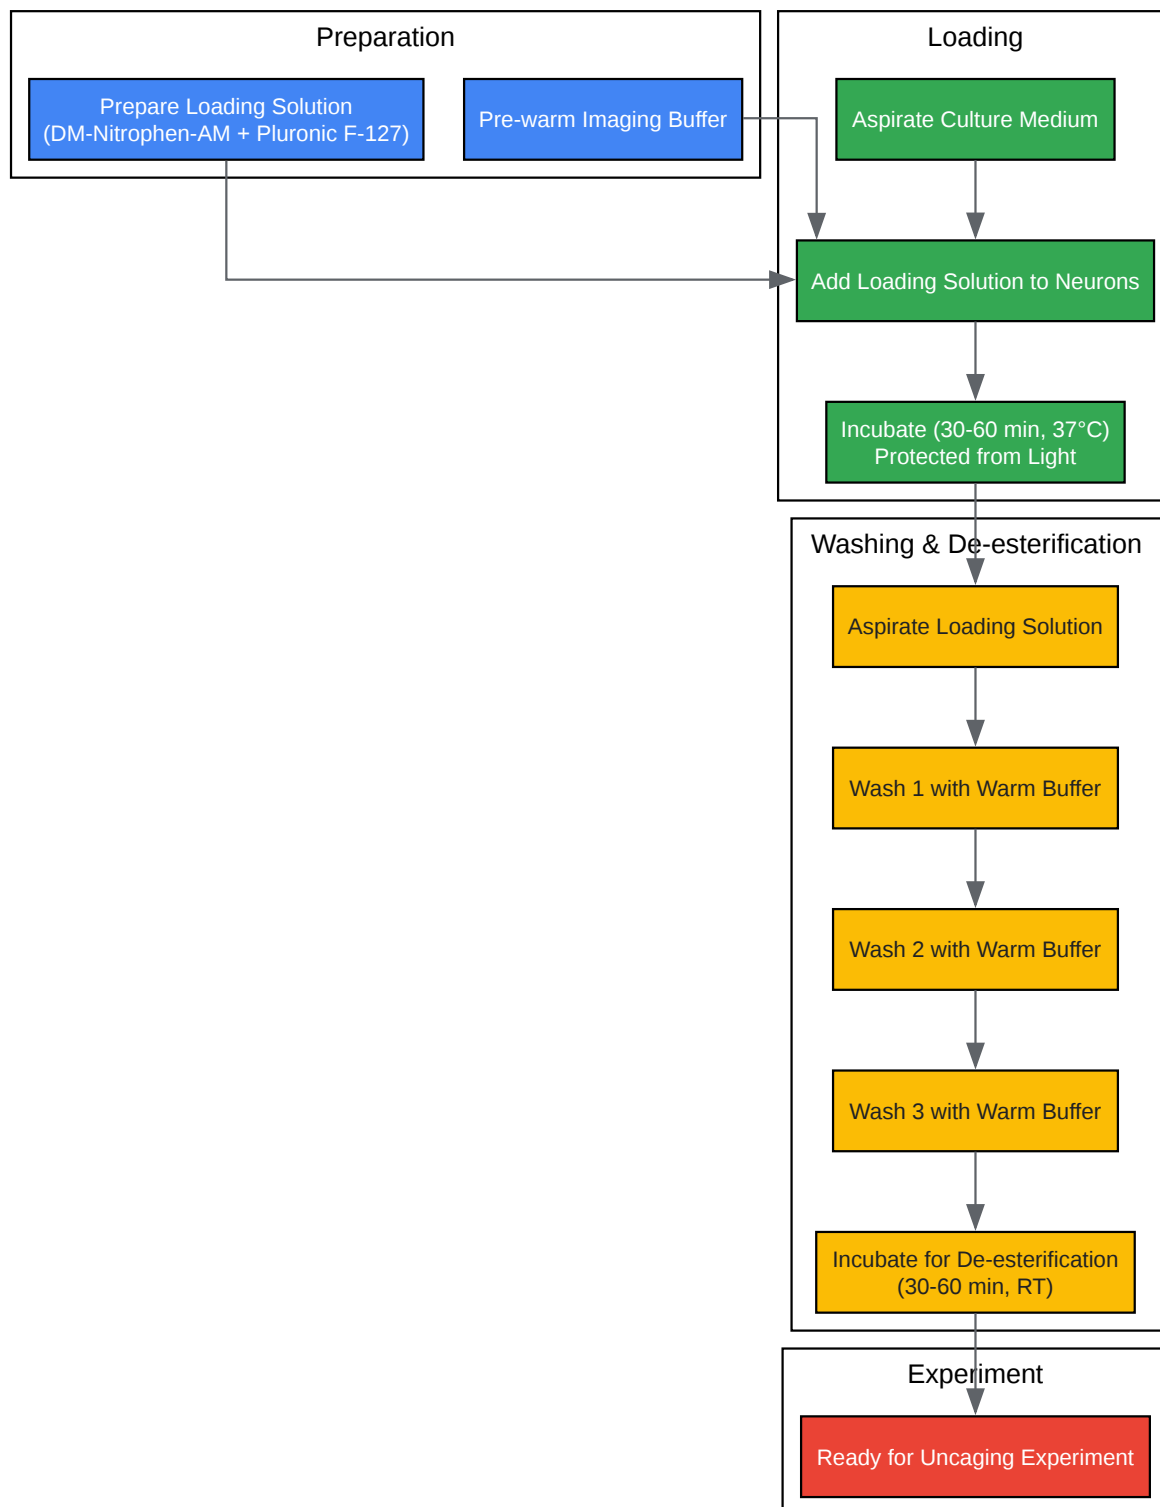 Preparation
Prepare Loading Solution
(DM-Nitrophen-AM + Pluronic F-127)
Pre-warm Imaging Buffer
Loading
Aspirate Culture Medium
Add Loading Solution to Neurons
Incubate (30-60 min, 37°C)
Protected from Light
Washing & De-esterification
Aspirate Loading Solution
Wash 1 with Warm Buffer
Wash 2 with Warm Buffer
Wash 3 with Warm Buffer
Incubate for De-esterification
(30-60 min, RT)
Experiment
Ready for Uncaging Experiment